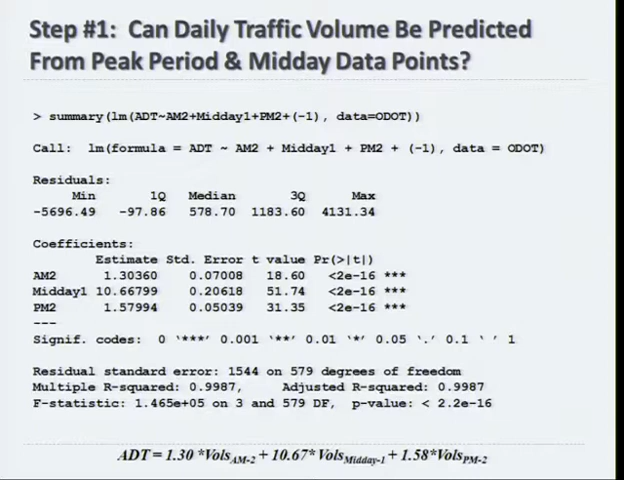 Step #1: Can Daily Traffic Volume Be Predicted
From Peak Period & Midday Data Points?
> summary(lm(ADT~AM2+Midday1+PM2+(-1), data=ODOT))
Call: lm(formula = ADT ~ AM2 + Midday1 + PM2 + (-1), data = ODOT)
Residuals:
Min 1Q Median 3Q Max
-5696.49 -97.86 578.70 1183.60 4131.34
Coefficients:
Estimate Std. Error t value Pr(>|t|)
AM2 1.30360 0.07008 18.60 <2e-16 ***
Midday1 10.66799 0.20618 51.74 <2e-16 ***
PM2 1.57994 0.05039 31.35 <2e-16 ***
---
Signif. codes: 0 '***' 0.001 '**' 0.01 '*' 0.05 '.' 0.1 ' ' 1
Residual standard error: 1544 on 579 degrees of freedom
Multiple R-squared: 0.9987, Adjusted R-squared: 0.9987
F-statistic: 1.465e+05 on 3 and 579 DF, p-value: < 2.2e-16
ADT = 1.30 *Vols AM-2 + 10.67* Vols Midday-1 + 1.58*Vols PM-2